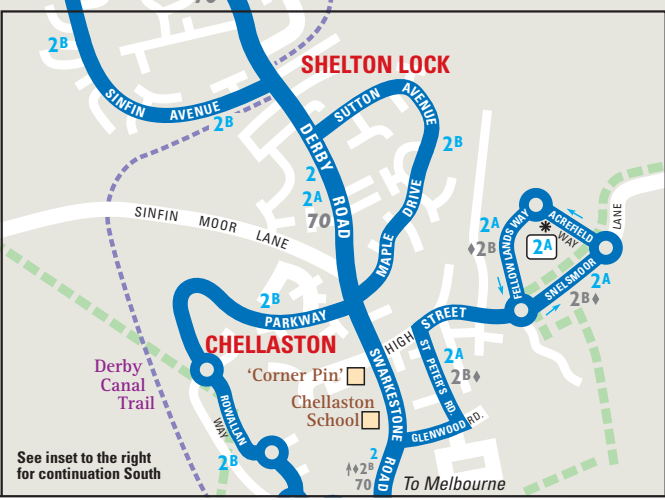 70
2B
SHELTON LOCK
SINFIN AVENUE
2B
SUTTON AVENUE
DERBY ROAD
2B
2
2A
70
MAPLE DRIVE
SINFIN MOOR LANE
LANE
ACREFIELD WAY
2A
2A
♦2B
FELLOW LANDS WAY
SNELSMOOR
2A
2B♦
2B
PARKWAY
HIGH STREET
CHELLASTON
SWARKESTONE ROAD
ST PETER'S RD.
2A
2B♦
'Corner Pin'
Derby
Canal
Trail
Chellaston
School
ROWALLAN WAY
GLENWOOD RD.
2B
2
♦2B
70
To Melbourne
See inset to the right
for continuation South